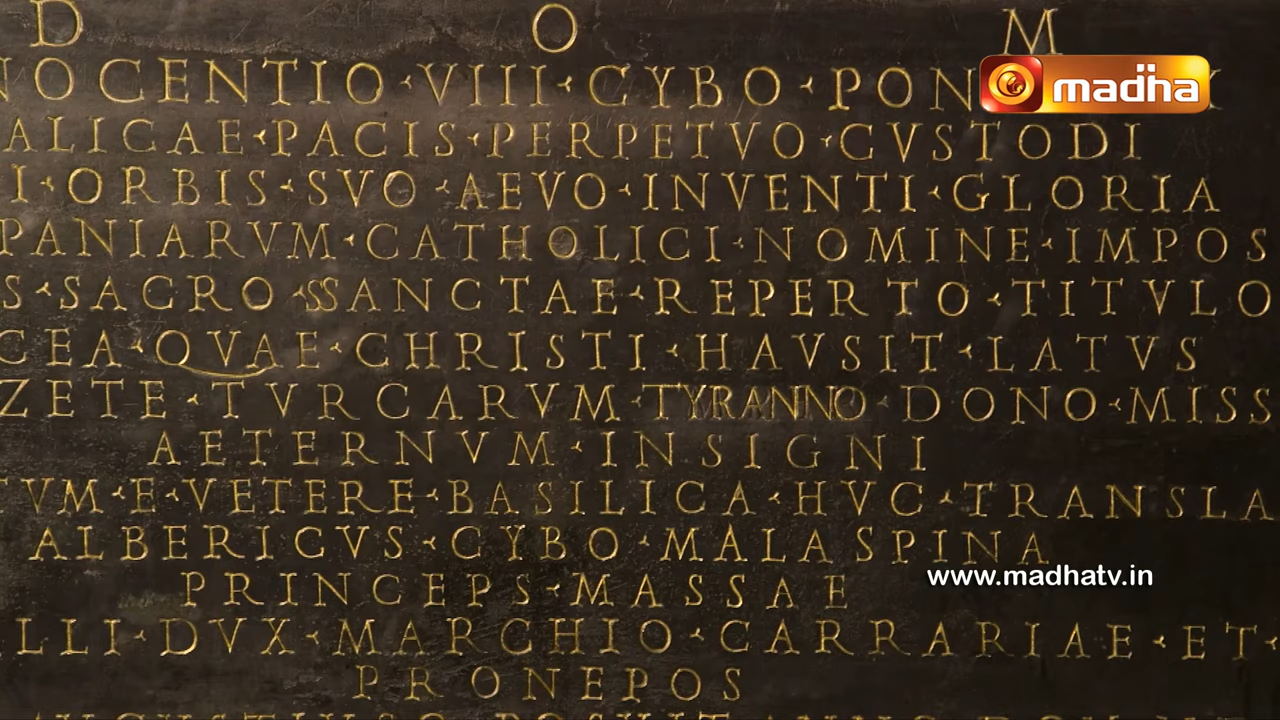 D O M
NOCENTIO · VIII · CYBO · PON
madha
ALICAE · PACIS · PERPETVO · CVSTODI
I · ORBIS · SVO · AEVO · INVENTI · GLORIA
PANIARVM · CATHOLICI · NOMINE · IMPOS
S · SAGRO · SSANCTAE · REPERTO · TITVLO
CEA · QVAE · CHRISTI · HAVSIT · LATVS
ZETE · TVRCARVM · TYRANNO · DONO · MISS
AETERNVM · INSIGNI
TVM · E · VETERE · BASILICA · HVC · TRANSLA
ALBERICVS · CYBO · MALASPINA
www.madhatv.in
PRINCEPS · MASSAE
LLI · DVX · MARCHIO · CARRARIAE · ET ·
PRONEPOS